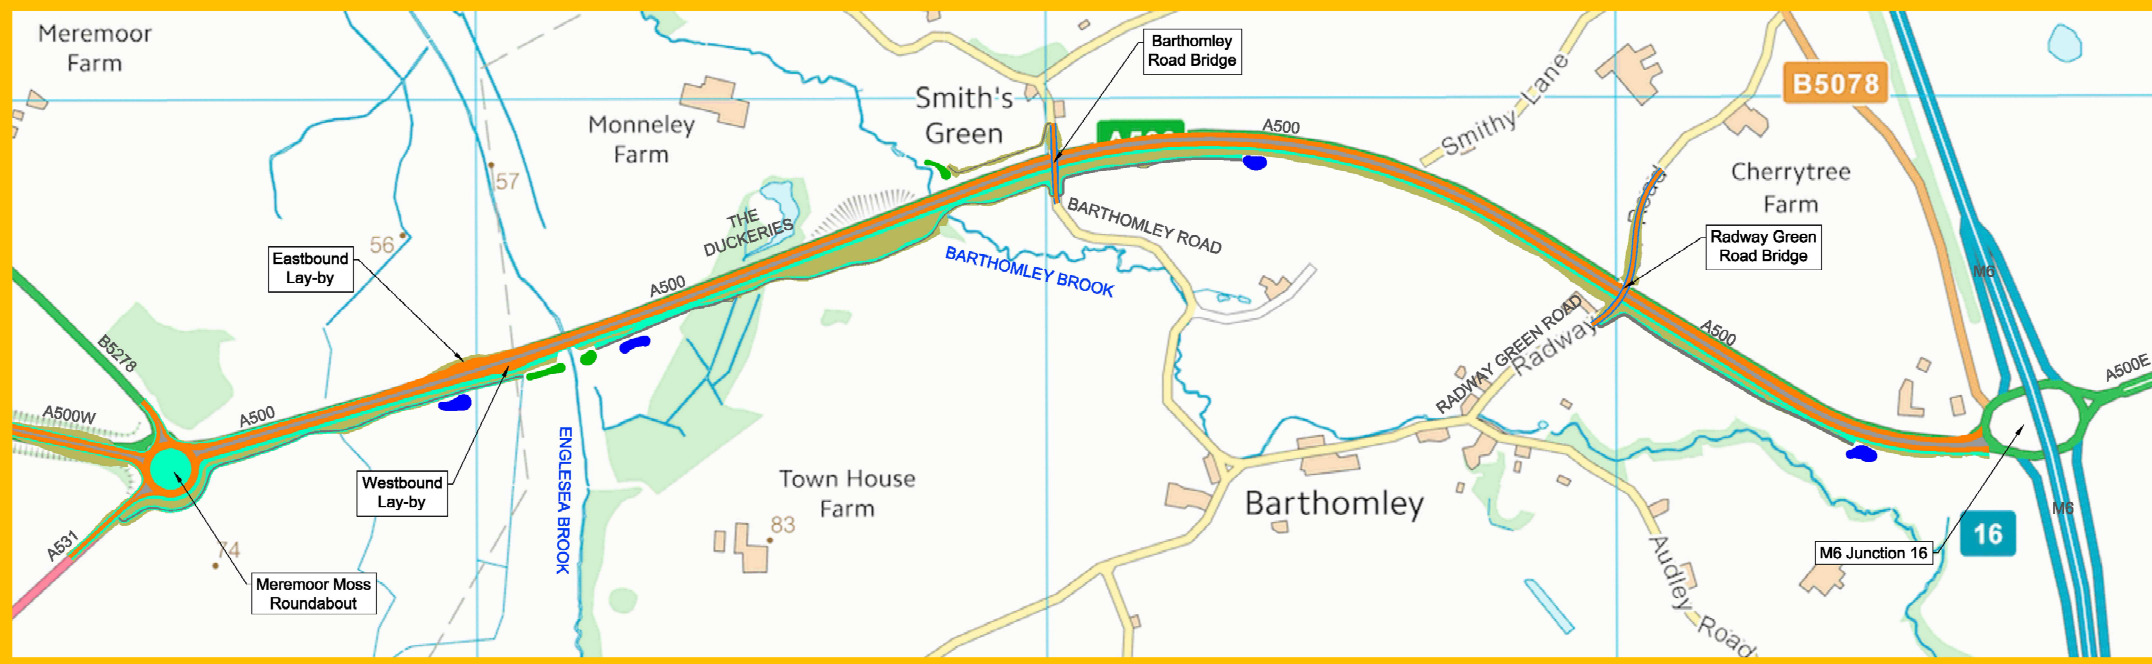 Meremoor
Farm
Monneley
Farm
57
56
Eastbound
Lay-by
THE
DUCKERIES
A500
Smith's
Green
Barthomley
Road Bridge
A500
BARTHOMLEY ROAD
BARTHOMLEY BROOK
Smithy Lane
B5078
Cherrytree
Farm
Road
Radway Green
Road Bridge
M6
A500
RADWAY GREEN ROAD
Radway
B5278
A500W
A500
A531
74
Westbound
Lay-by
Meremoor Moss
Roundabout
ENGLESEA BROOK
Town House
Farm
83
Barthomley
Audley Road
A500E
M6
16
M6 Junction 16